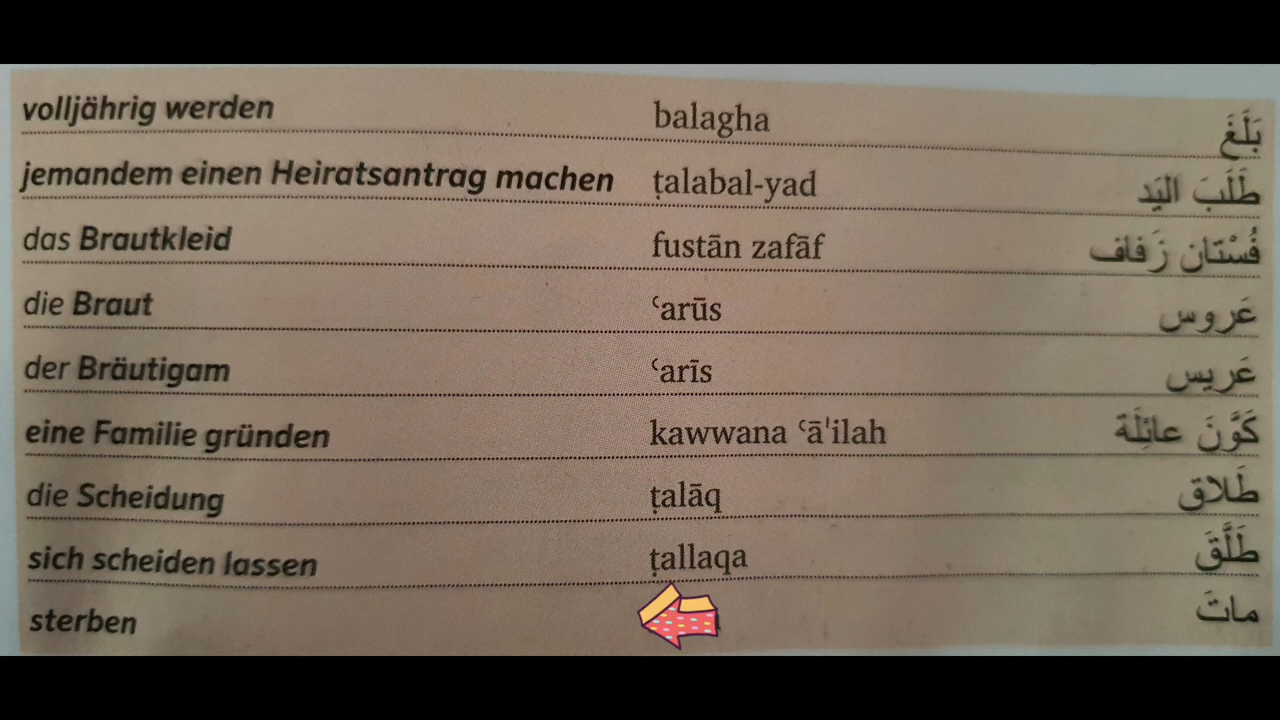 volljährig werden balagha بَلَغَ
jemandem einen Heiratsantrag machen ṭalabal-yad طَلَبَ اليَد
das Brautkleid fustān zafāf فُسْتان زَفاف
die Braut ʿarūs عَروس
der Bräutigam ʿarīs عَريس
eine Familie gründen kawwana ʿāʾilah كَوَّنَ عائِلَة
die Scheidung ṭalāq طَلاق
sich scheiden lassen ṭallaqa طَلَّقَ
sterben ماتَ